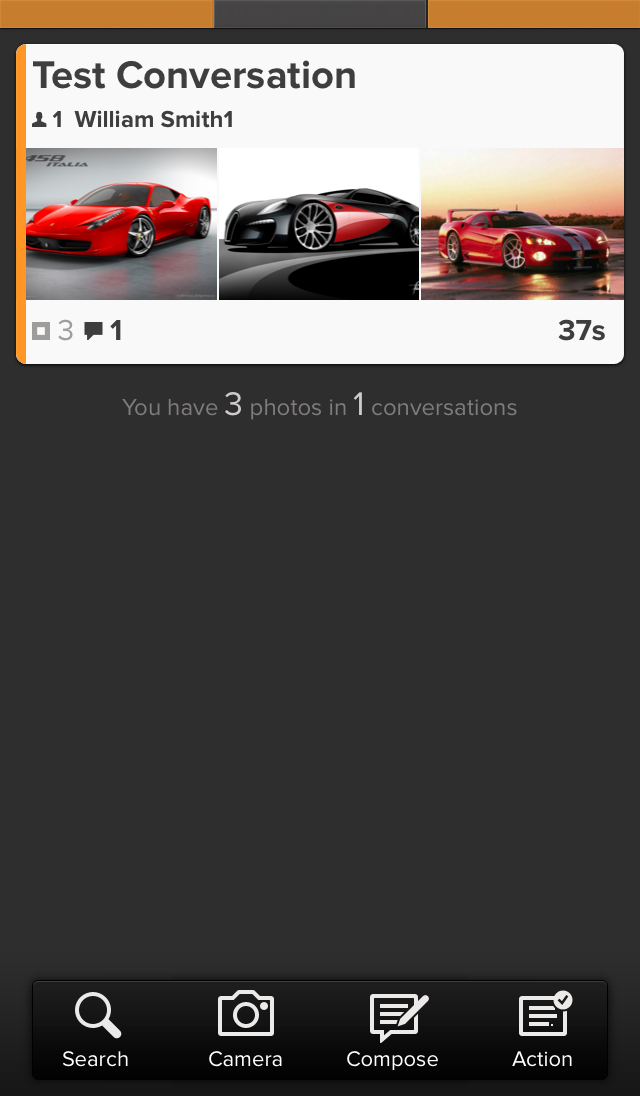 Test Conversation
1 William Smith1
458
ITALIA
3 1 37s
You have 3 photos in 1 conversations
Search Camera Compose Action